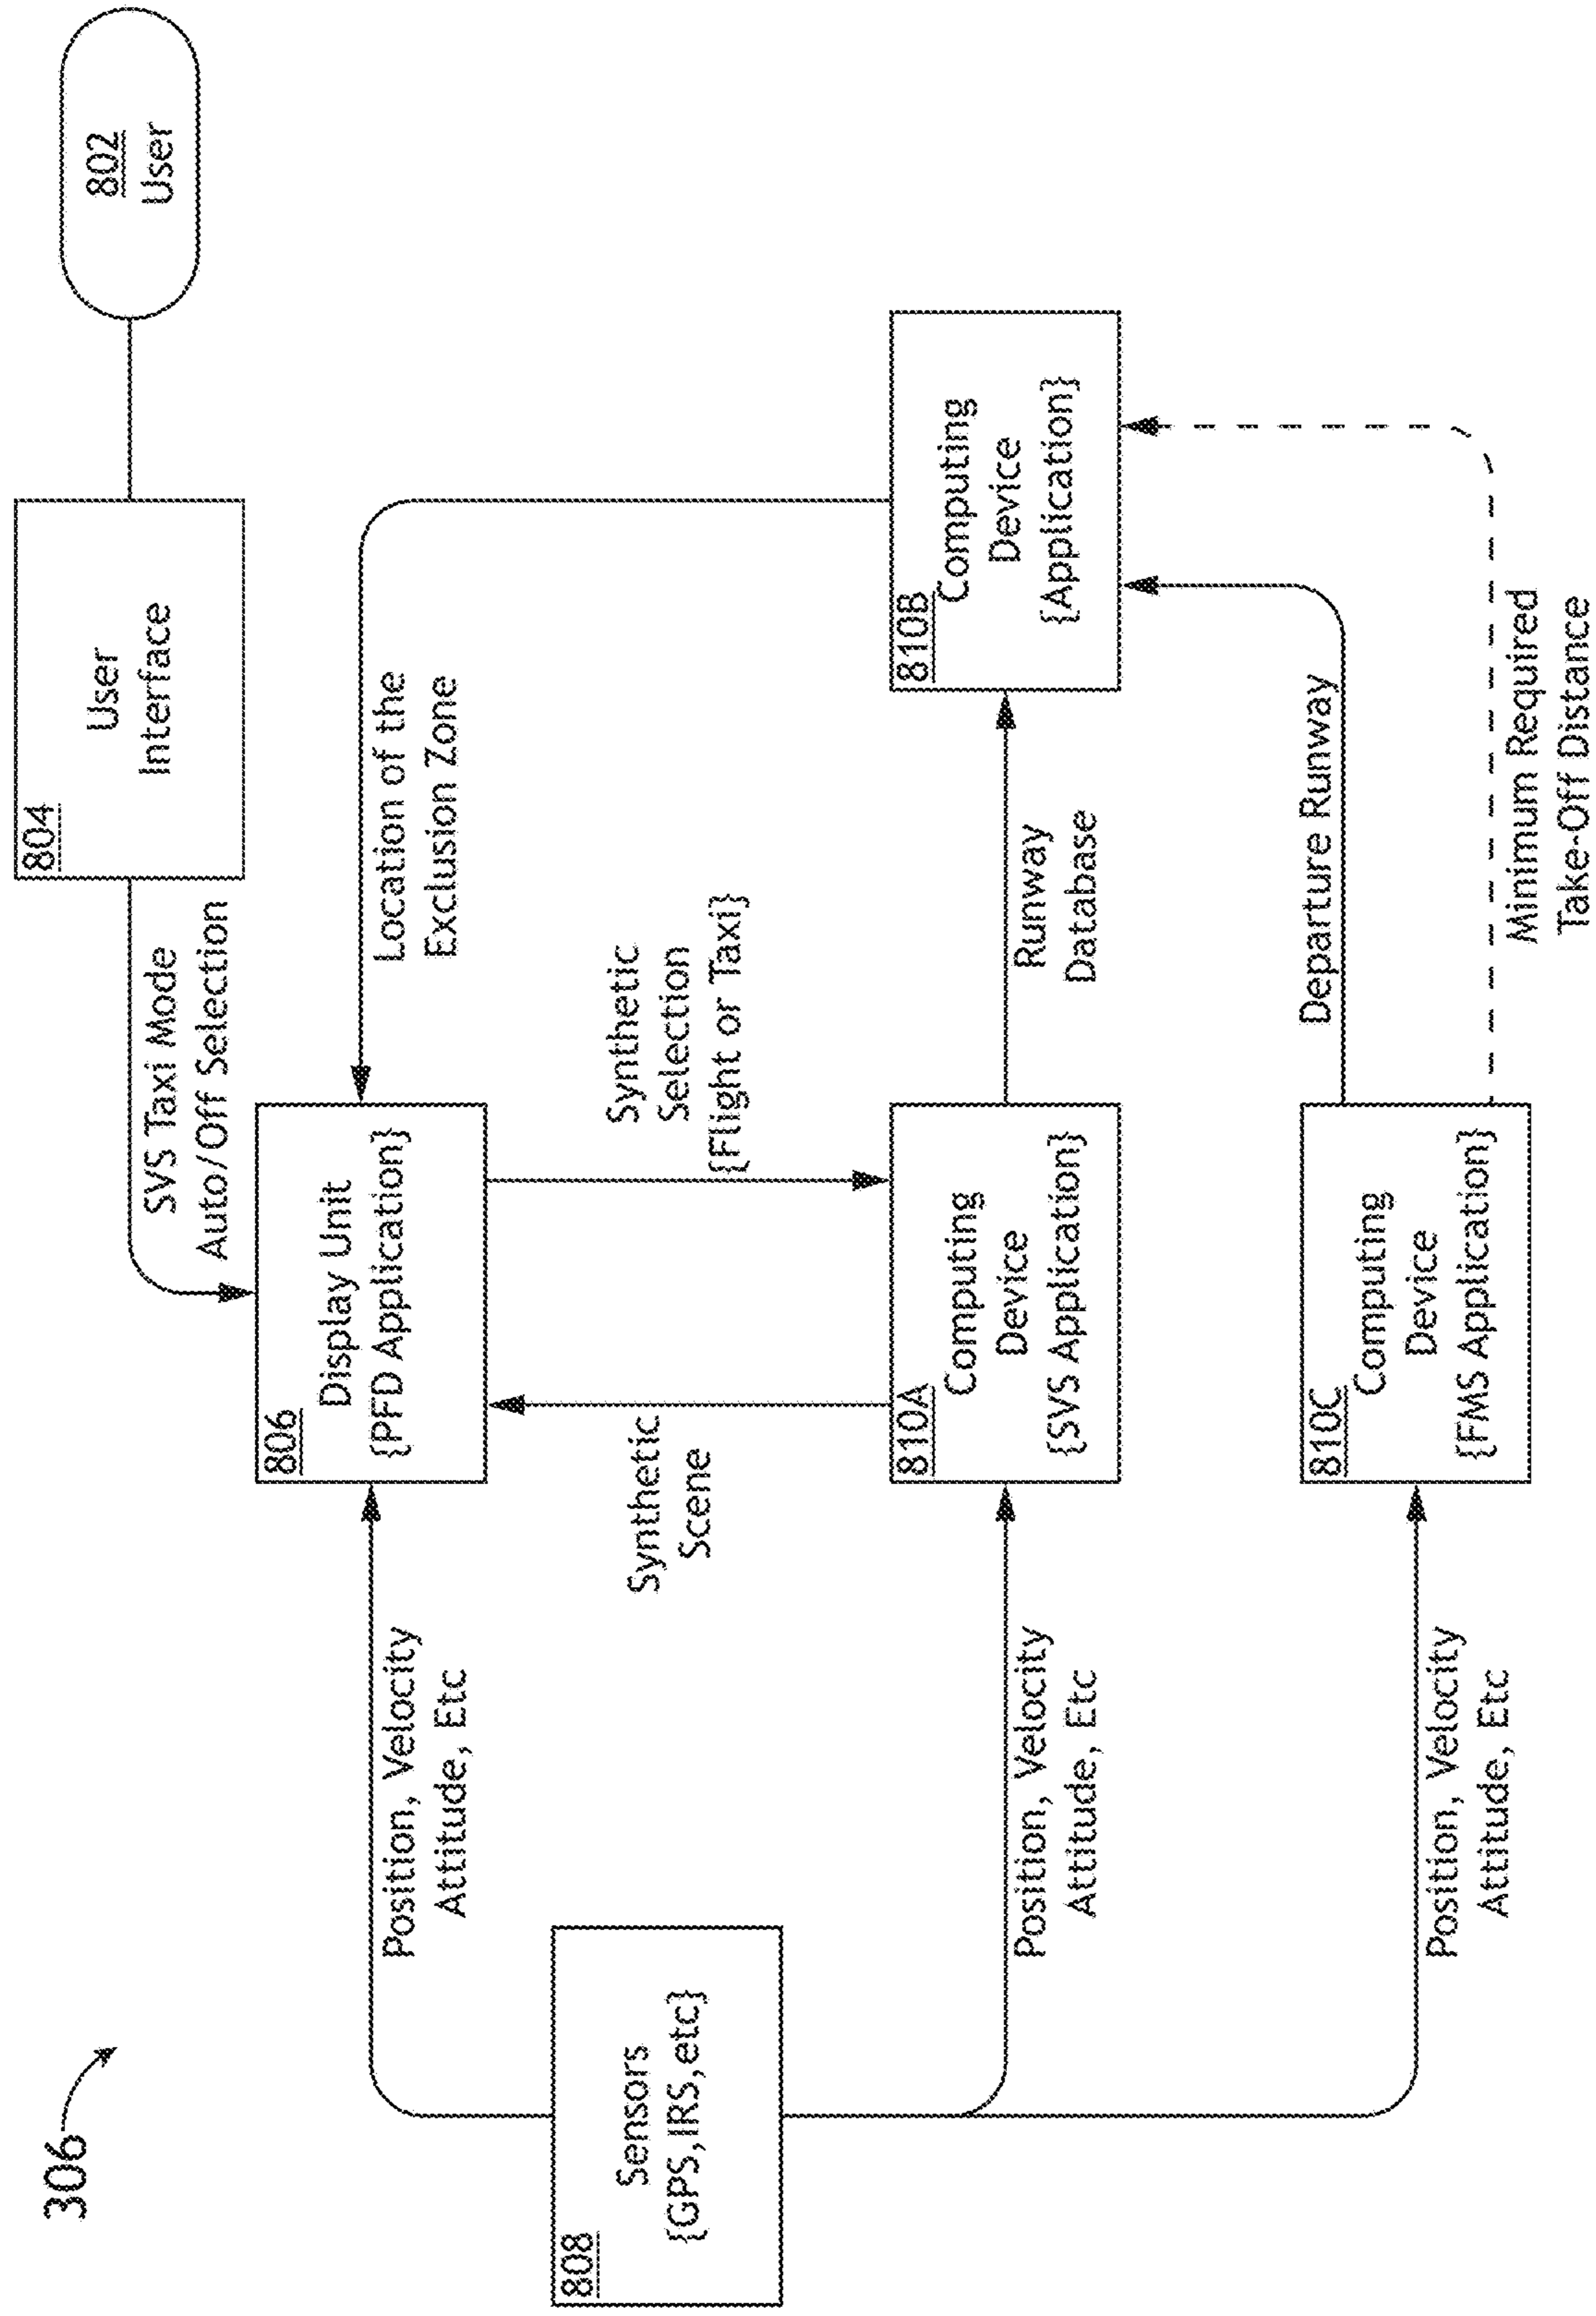 306
802
User
804
User
Interface
SVS Taxi Mode
Auto/Off Selection
806
Display Unit
{PFD Application}
Location of the
Exclusion Zone
Position, Velocity
Attitude, Etc
808
Sensors
{GPS,IRS,etc}
Synthetic
Scene
Synthetic
Selection
{Flight or Taxi}
810A
Computing
Device
{SVS Application}
Position, Velocity
Attitude, Etc
Runway
Database
810B
Computing
Device
{Application}
810C
Computing
Device
{FMS Application}
Position, Velocity
Attitude, Etc
Departure Runway
Minimum Required
Take-Off Distance